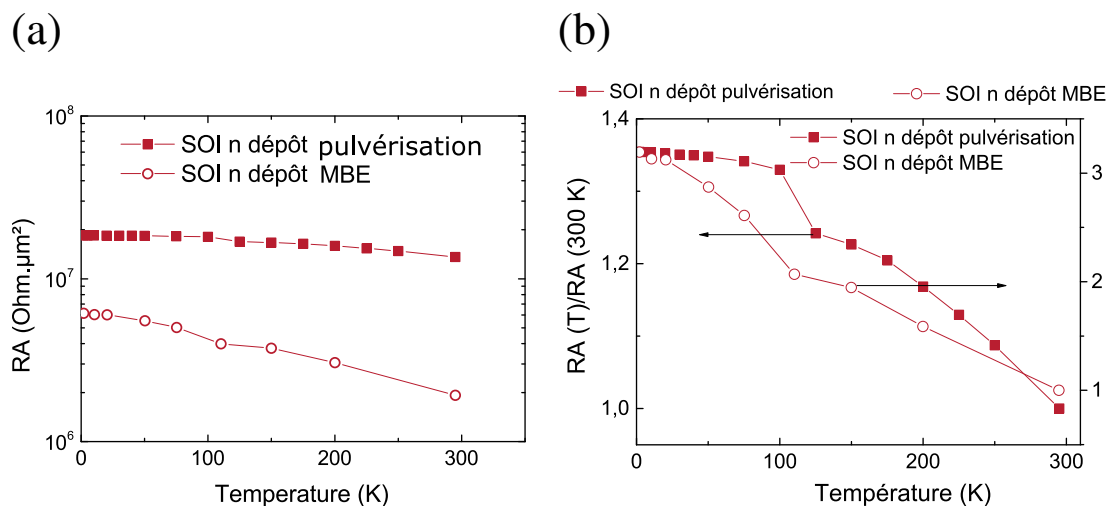 (a)
(b)
SOI n dépôt pulvérisation
SOI n dépôt MBE
10⁸
10⁷
10⁶
RA (Ohm.µm²)
SOI n dépôt pulvérisation
SOI n dépôt MBE
0
100
200
300
Temperature (K)
1,4
1,2
1,0
RA (T)/RA (300 K)
SOI n dépôt pulvérisation
SOI n dépôt MBE
3
2
1
0
100
200
300
Température (K)